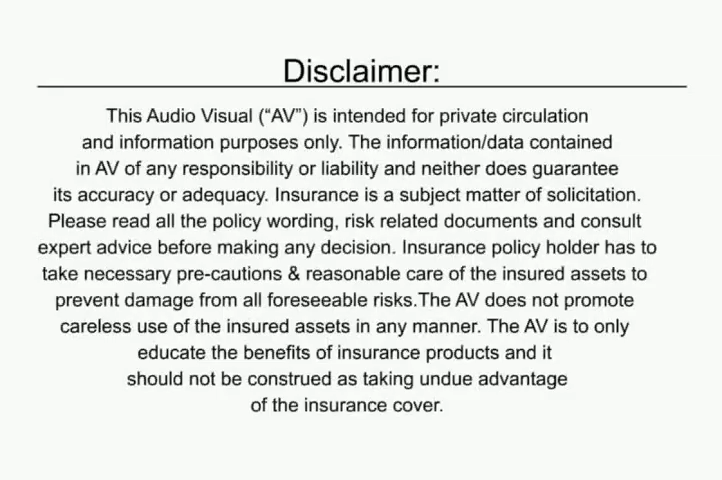 Disclaimer:
This Audio Visual (“AV”) is intended for private circulation
and information purposes only. The information/data contained
in AV of any responsibility or liability and neither does guarantee
its accuracy or adequacy. Insurance is a subject matter of solicitation.
Please read all the policy wording, risk related documents and consult
expert advice before making any decision. Insurance policy holder has to
take necessary pre-cautions & reasonable care of the insured assets to
prevent damage from all foreseeable risks.The AV does not promote
careless use of the insured assets in any manner. The AV is to only
educate the benefits of insurance products and it
should not be construed as taking undue advantage
of the insurance cover.